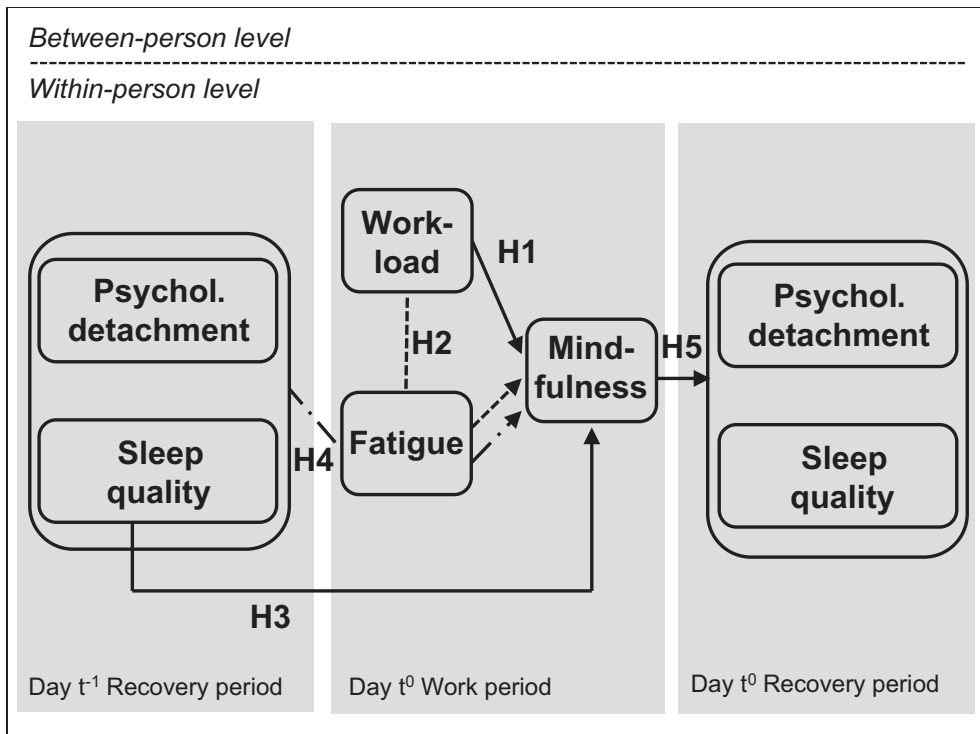 Between-person level
Within-person level
Psychol.
detachment
Sleep
quality
H4
H3
Day t⁻¹ Recovery period
Work-
load
H1
H2
Fatigue
Mind-
fulness
H5
Day t⁰ Work period
Psychol.
detachment
Sleep
quality
Day t⁰ Recovery period